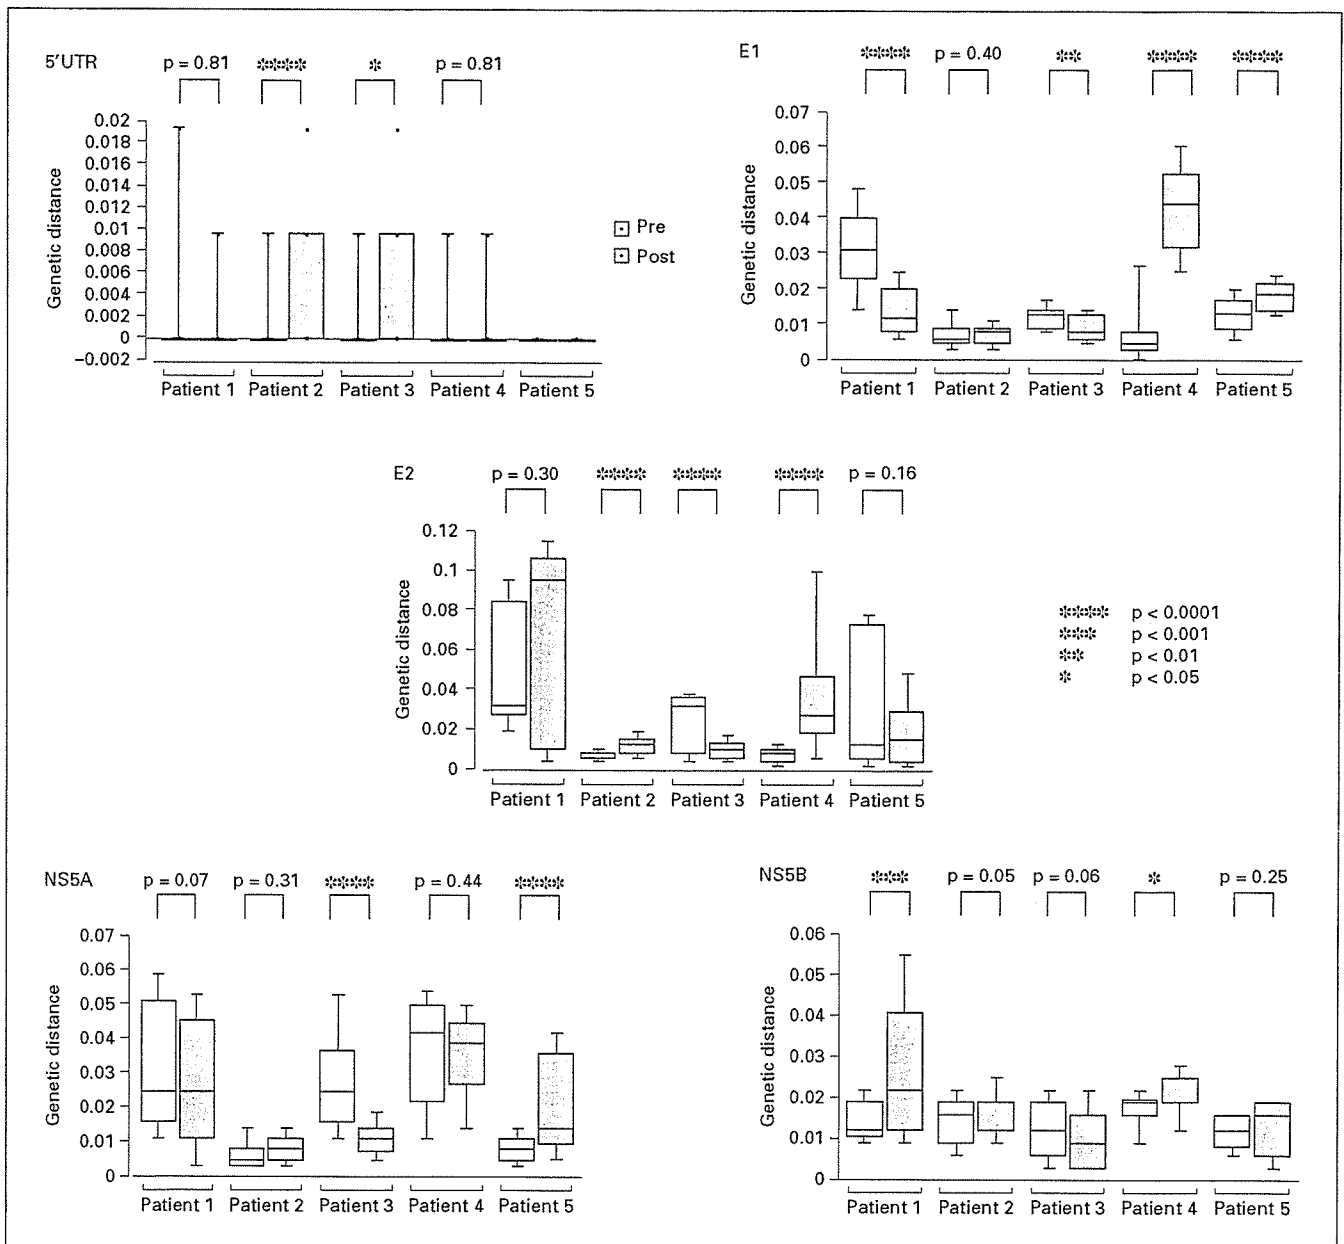 5'UTR
p = 0.81 **** * p = 0.81
Genetic distance
0.02
0.018
0.016
0.014
0.012
0.01
0.008
0.006
0.004
0.002
0
–0.002
Patient 1 Patient 2 Patient 3 Patient 4 Patient 5
Pre
Post
E1
**** p = 0.40 ** **** ****
Genetic distance
0.07
0.06
0.05
0.04
0.03
0.02
0.01
0
Patient 1 Patient 2 Patient 3 Patient 4 Patient 5
E2
p = 0.30 **** **** **** p = 0.16
Genetic distance
0.12
0.1
0.08
0.06
0.04
0.02
0
Patient 1 Patient 2 Patient 3 Patient 4 Patient 5
**** p < 0.0001
*** p < 0.001
** p < 0.01
* p < 0.05
NS5A
p = 0.07 p = 0.31 **** p = 0.44 ****
Genetic distance
0.07
0.06
0.05
0.04
0.03
0.02
0.01
0
Patient 1 Patient 2 Patient 3 Patient 4 Patient 5
NS5B
*** p = 0.05 p = 0.06 * p = 0.25
Genetic distance
0.06
0.05
0.04
0.03
0.02
0.01
0
Patient 1 Patient 2 Patient 3 Patient 4 Patient 5